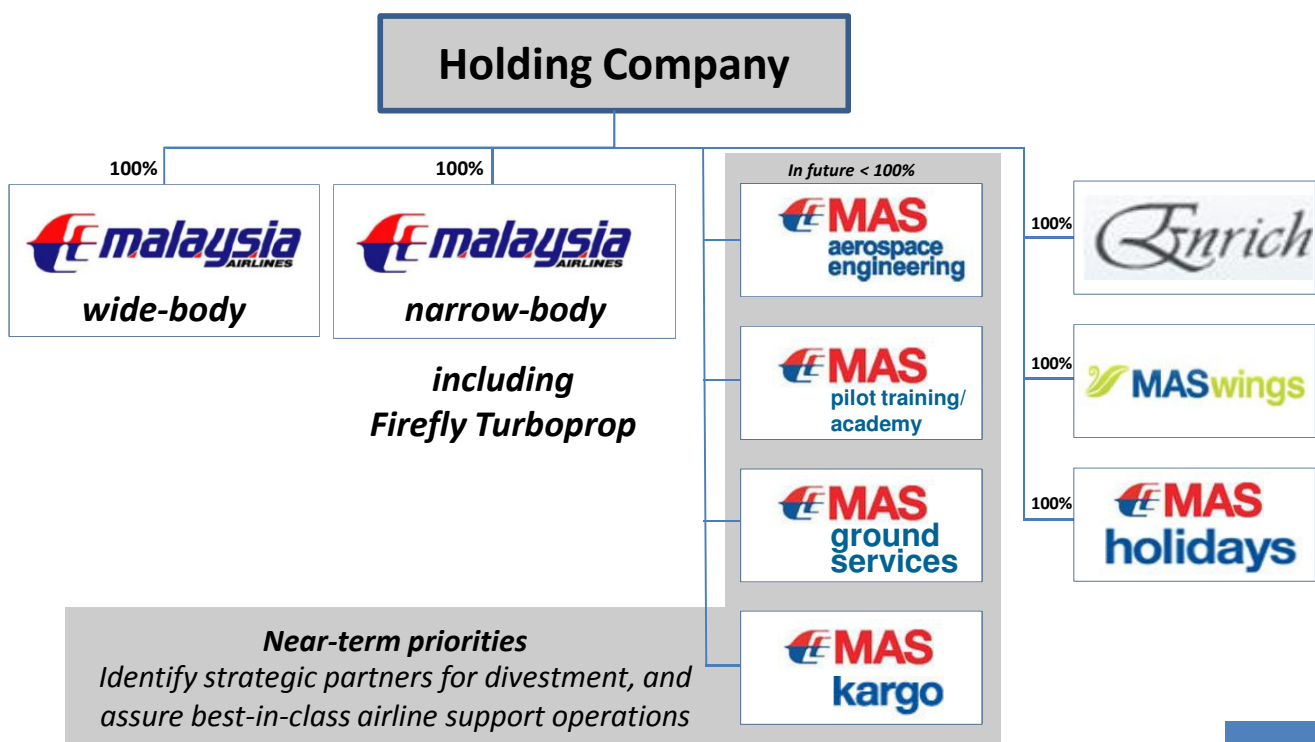 Holding Company
100%
malaysia
AIRLINES
wide-body
100%
malaysia
AIRLINES
narrow-body
including
Firefly Turboprop
In future < 100%
MAS
aerospace
engineering
MAS
pilot training/
academy
MAS
ground
services
MAS
kargo
100%
Enrich
100%
MASwings
100%
MAS
holidays
Near-term priorities
Identify strategic partners for divestment, and
assure best-in-class airline support operations